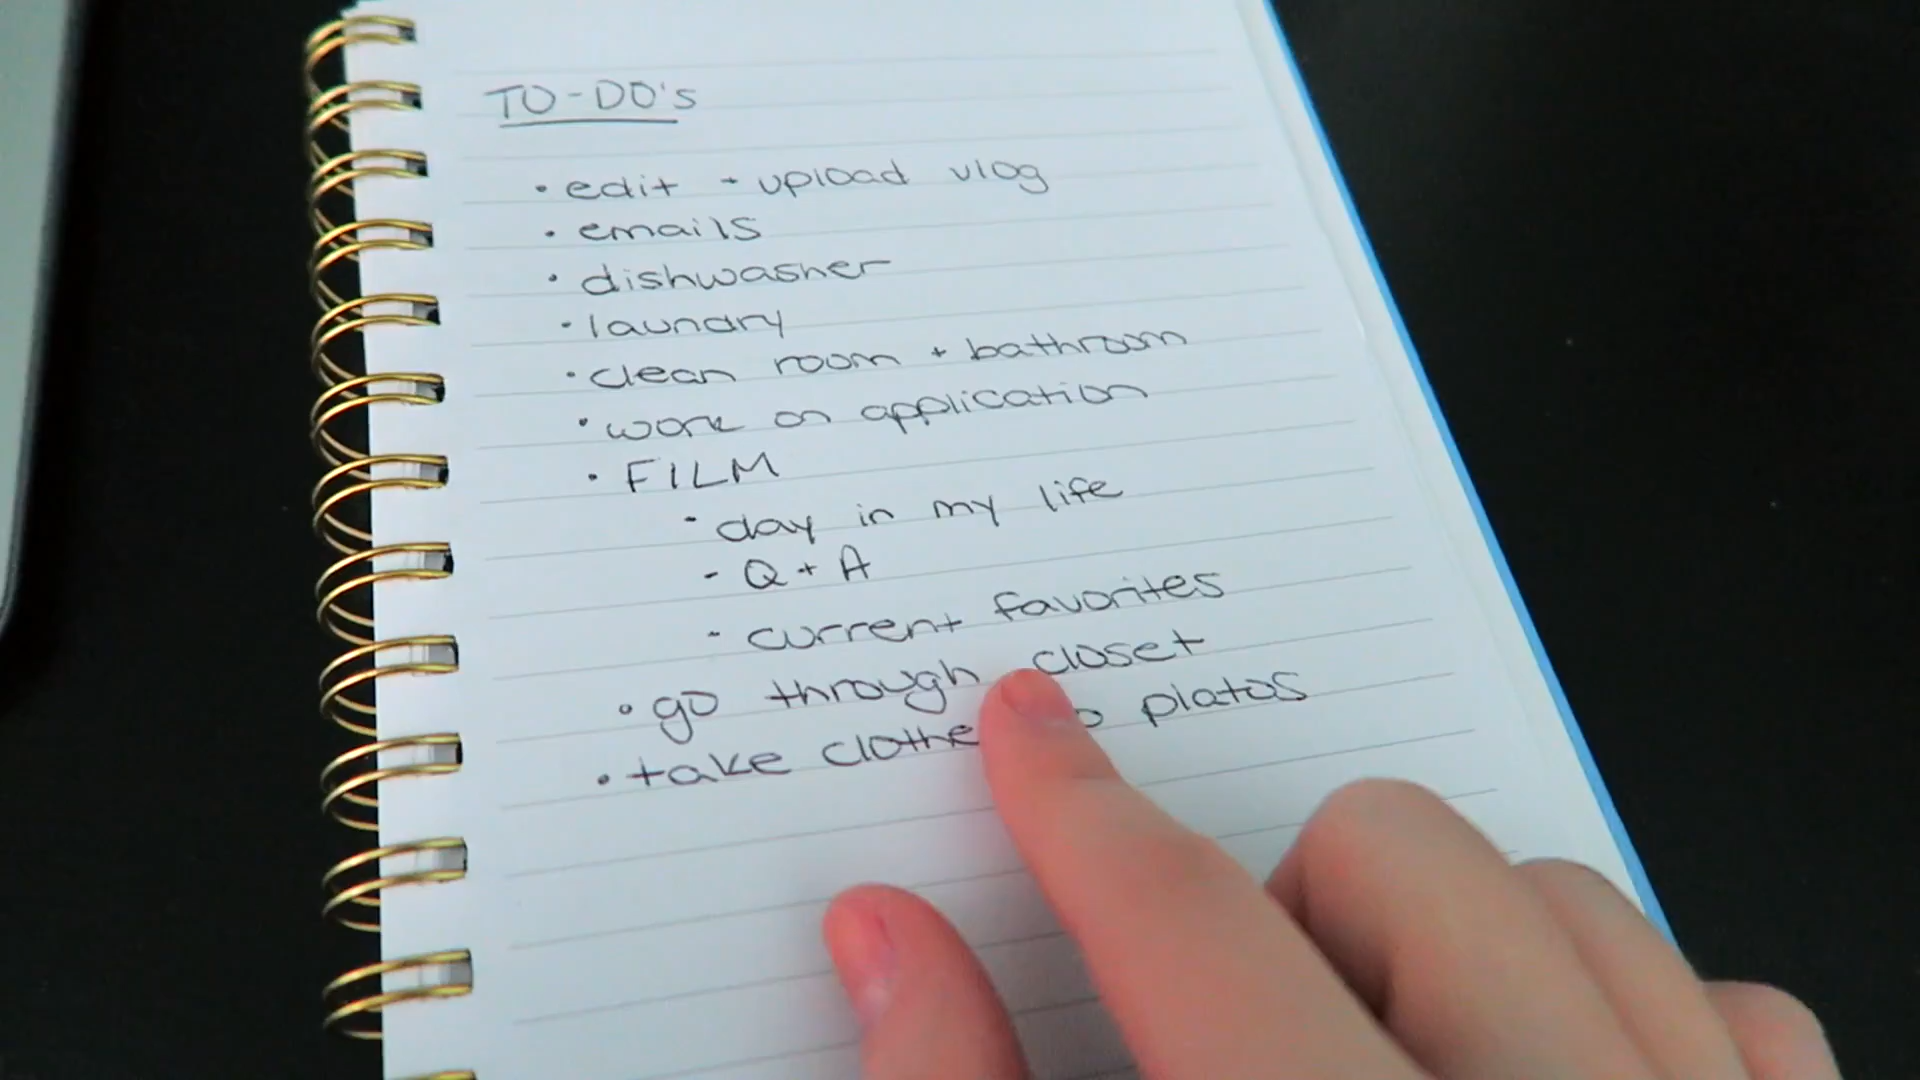 TO-DO's
• edit + upload vlog
• emails
• dishwasher
• laundry
• clean room + bathroom
• work on application
• FILM
- day in my life
- Q + A
- current favorites
• go through closet
• take clothe platos